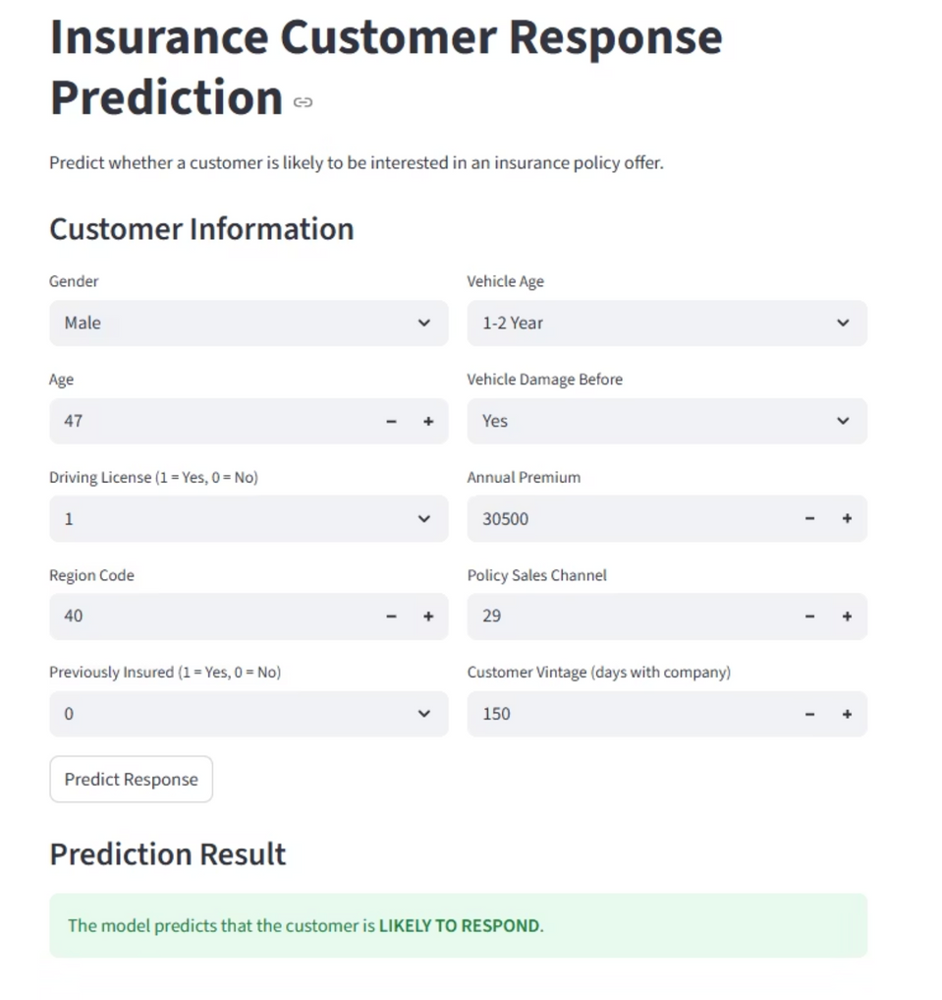 Insurance Customer Response
Prediction
Predict whether a customer is likely to be interested in an insurance policy offer.
Customer Information
Gender
Male
Age
47
Driving License (1 = Yes, 0 = No)
1
Region Code
40
Previously Insured (1 = Yes, 0 = No)
0
Vehicle Age
1-2 Year
Vehicle Damage Before
Yes
Annual Premium
30500
Policy Sales Channel
29
Customer Vintage (days with company)
150
Predict Response
Prediction Result
The model predicts that the customer is LIKELY TO RESPOND.